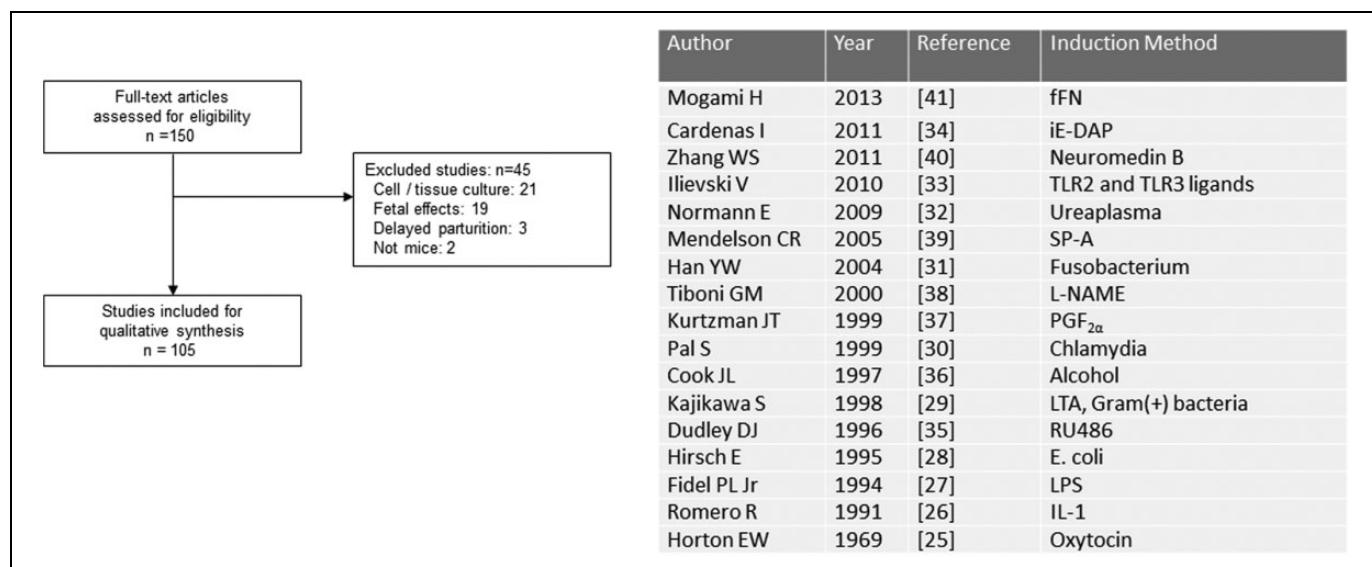 Full-text articles
assessed for eligibility
n =150
Excluded studies: n=45
Cell / tissue culture: 21
Fetal effects: 19
Delayed parturition: 3
Not mice: 2
Studies included for
qualitative synthesis
n = 105
Author Year Reference Induction Method
Mogami H 2013 [41] fFN
Cardenas I 2011 [34] iE-DAP
Zhang WS 2011 [40] Neuromedin B
Ilievski V 2010 [33] TLR2 and TLR3 ligands
Normann E 2009 [32] Ureaplasma
Mendelson CR 2005 [39] SP-A
Han YW 2004 [31] Fusobacterium
Tiboni GM 2000 [38] L-NAME
Kurtzman JT 1999 [37] PGF₂α
Pal S 1999 [30] Chlamydia
Cook JL 1997 [36] Alcohol
Kajikawa S 1998 [29] LTA, Gram(+) bacteria
Dudley DJ 1996 [35] RU486
Hirsch E 1995 [28] E. coli
Fidel PL Jr 1994 [27] LPS
Romero R 1991 [26] IL-1
Horton EW 1969 [25] Oxytocin